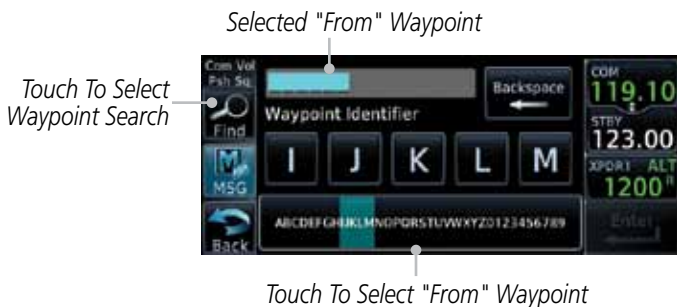 Selected "From" Waypoint
Touch To Select
Waypoint Search
Com Vol
Psh Sq
Find
MSG
Back
Waypoint Identifier
Backspace
I J K L M
ABCDEFGHIJKLMNOPQRSTUVWXYZ0123456789
COM
119.10
STBY
123.00
XPDR1 ALT
1200 R
Enter
Touch To Select "From" Waypoint